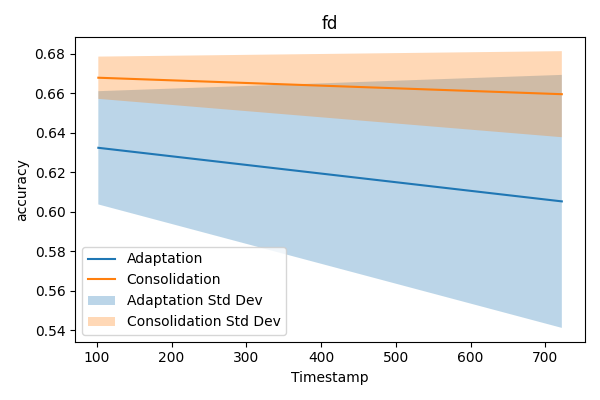 fd
0.68
0.66
0.64
0.62
0.60
0.58
0.56
0.54
accuracy
Adaptation
Consolidation
Adaptation Std Dev
Consolidation Std Dev
100 200 300 400 500 600 700
Timestamp